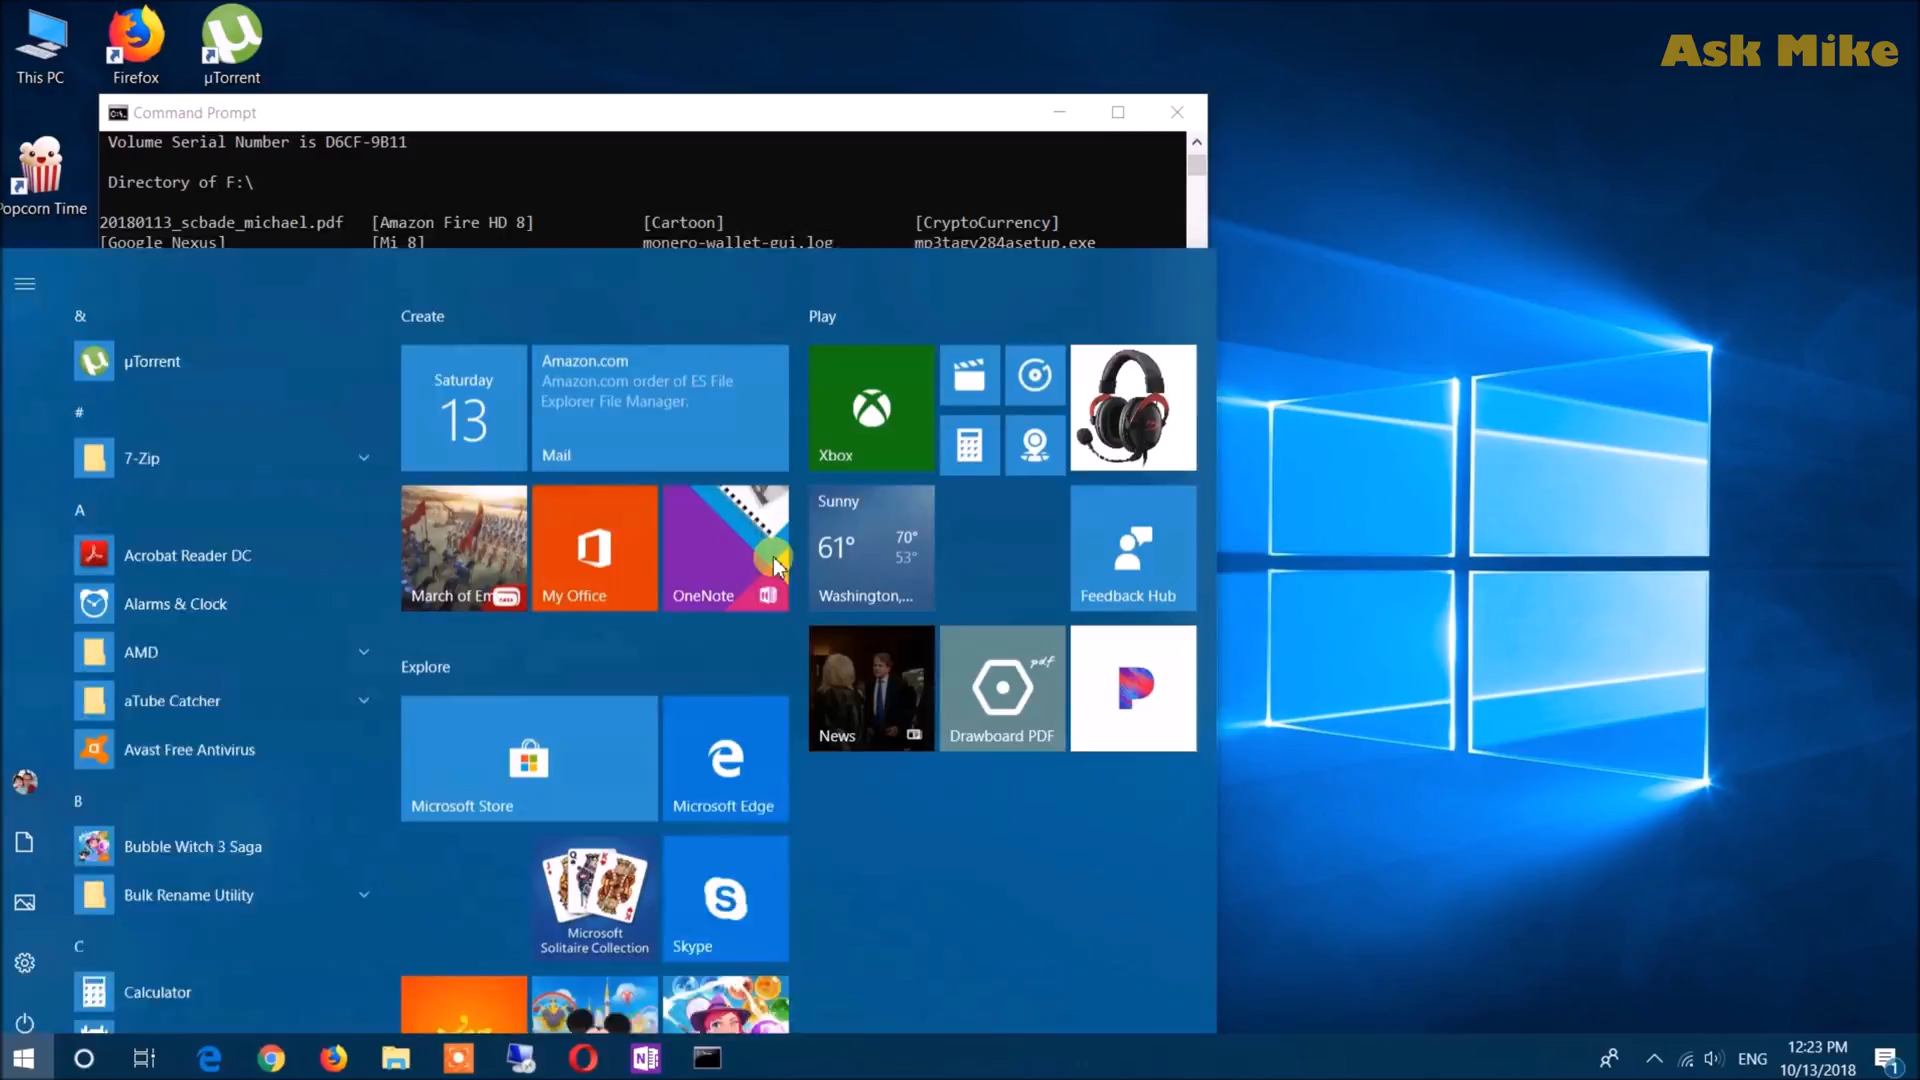 This PC
Firefox
µTorrent
Ask Mike
opcorn Time
Command Prompt
Volume Serial Number is D6CF-9B11
Directory of F:\
20180113_scbade_michael.pdf [Amazon Fire HD 8] [Cartoon] [CryptoCurrency]
[Google Nexus] [Mi 8] monero-wallet-gui.log mp3tagv284asetup.exe
&
µTorrent
#
7-Zip
A
Acrobat Reader DC
Alarms & Clock
AMD
aTube Catcher
Avast Free Antivirus
B
Bubble Witch 3 Saga
Bulk Rename Utility
C
Calculator
Create
Saturday
13
Amazon.com
Amazon.com order of ES File
Explorer File Manager.
Mail
March of Em
My Office
OneNote
Explore
Microsoft Store
Microsoft Edge
Microsoft
Solitaire Collection
Skype
Play
Xbox
Sunny
61°
70°
53°
Washington,...
Feedback Hub
News
pdf
Drawboard PDF
ENG
12:23 PM
10/13/2018
1